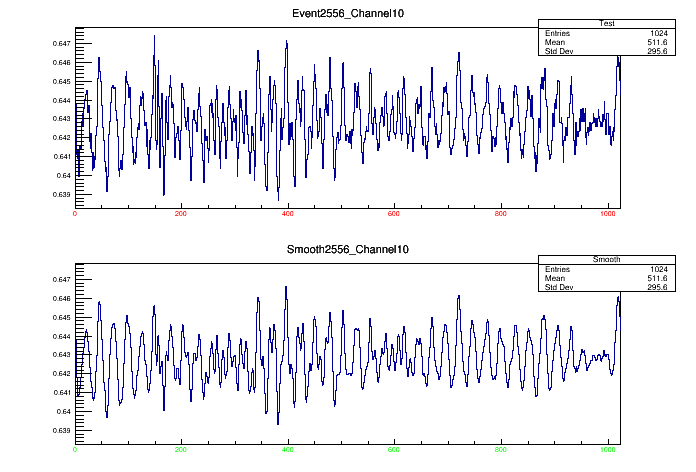 Event2556_Channel10
Test
Entries 1024
Mean 511.6
Std Dev 295.6
0.647
0.646
0.645
0.644
0.643
0.642
0.641
0.64
0.639
0 200 400 600 800 1000
Smooth2556_Channel10
Smooth
Entries 1024
Mean 511.6
Std Dev 295.6
0.647
0.646
0.645
0.644
0.643
0.642
0.641
0.64
0.639
0 200 400 600 800 1000